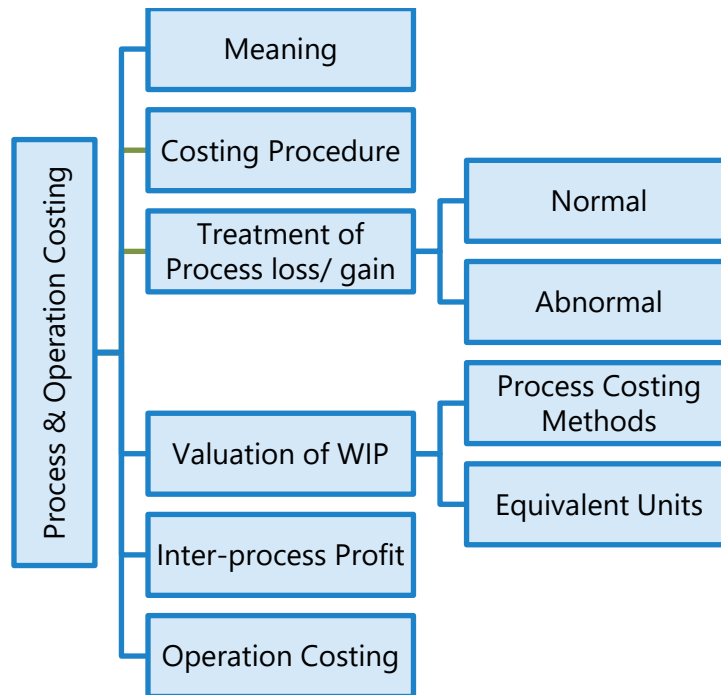 Process & Operation Costing
Meaning
Costing Procedure
Treatment of
Process loss/ gain
Normal
Abnormal
Valuation of WIP
Process Costing
Methods
Equivalent Units
Inter-process Profit
Operation Costing